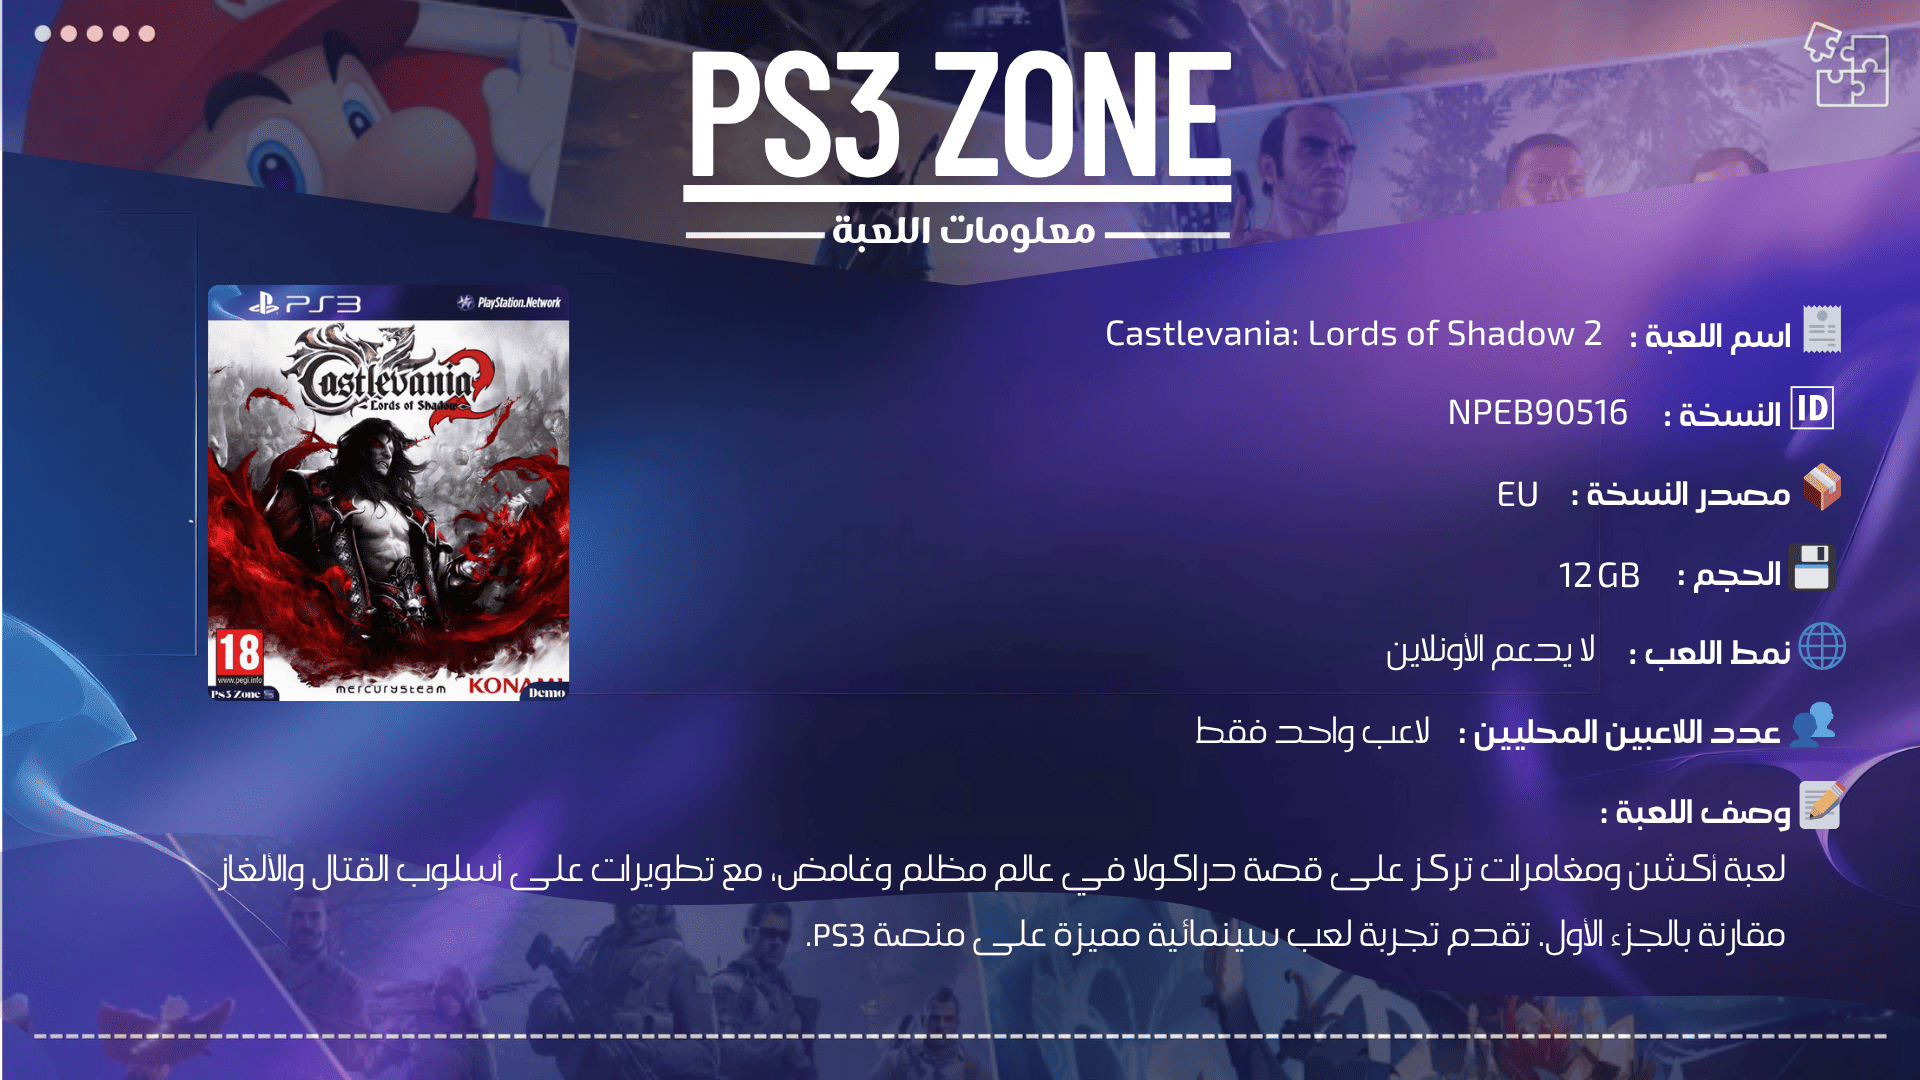 PS3 ZONE
معلومات اللعبة
PS3 PlayStation.Network
Castlevania 2
Lords of Shadow
18
www.pegi.info
mercurysteam KONAMI
Ps3 Zone Demo
اسم اللعبة : Castlevania: Lords of Shadow 2
ID النسخة : NPEB90516
مصدر النسخة : EU
الحجم : 12 GB
نمط اللعب : لا يدعم الأونلاين
عدد اللاعبين المحليين : لاعب واحد فقط
وصف اللعبة :
لعبة أكشن ومغامرات تركز على قصة دراكولا في عالم مظلم وغامض، مع تطويرات على أسلوب القتال والألغاز
مقارنة بالجزء الأول. تقدم تجربة لعب سينمائية مميزة على منصة PS3.